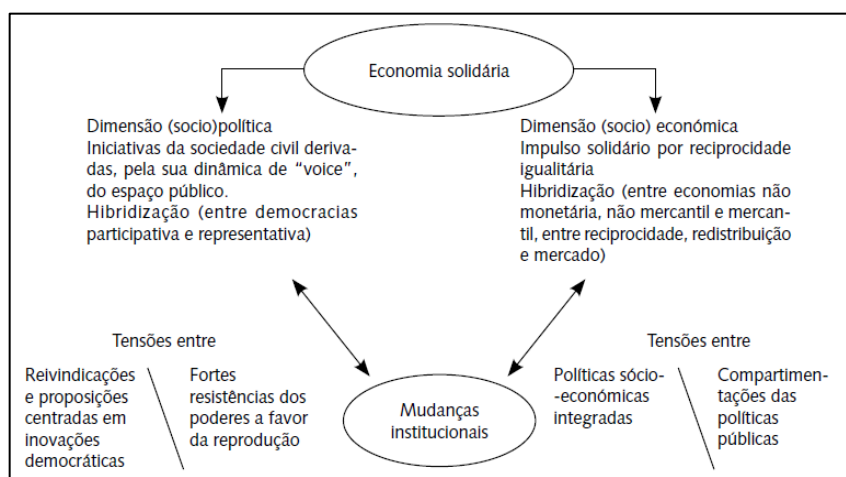 Economia solidária
Dimensão (socio)política
Iniciativas da sociedade civil deriva-
das, pela sua dinâmica de “voice”,
do espaço público.
Hibridização (entre democracias
participativa e representativa)
Dimensão (socio) económica
Impulso solidário por reciprocidade
igualitária
Hibridização (entre economias não
monetária, não mercantil e mercan-
til, entre reciprocidade, redistribuição
e mercado)
Tensões entre
Reivindicações
e proposições
centradas em
inovações
democráticas
Fortes
resistências dos
poderes a favor
da reprodução
Mudanças
institucionais
Tensões entre
Políticas sócio-
-económicas
integradas
Compartimen-
tações das
políticas
públicas